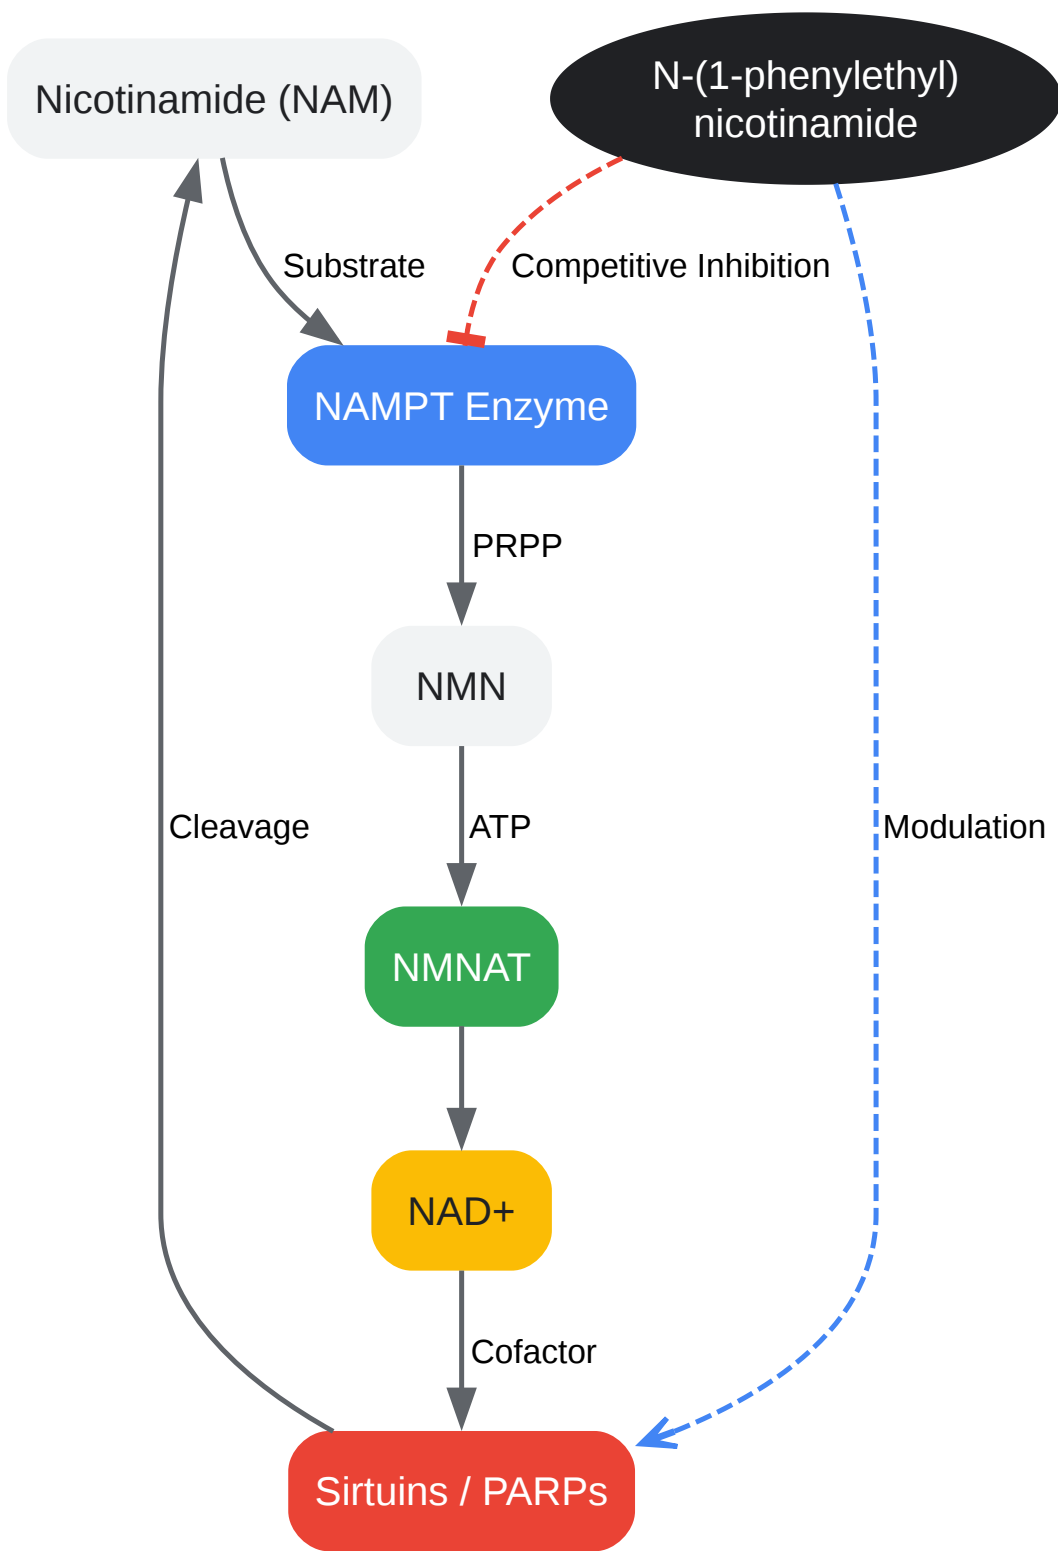 Nicotinamide (NAM)
N-(1-phenylethyl)
nicotinamide
Substrate
Competitive Inhibition
NAMPT Enzyme
PRPP
NMN
Cleavage
ATP
Modulation
NMNAT
NAD+
Cofactor
Sirtuins / PARPs